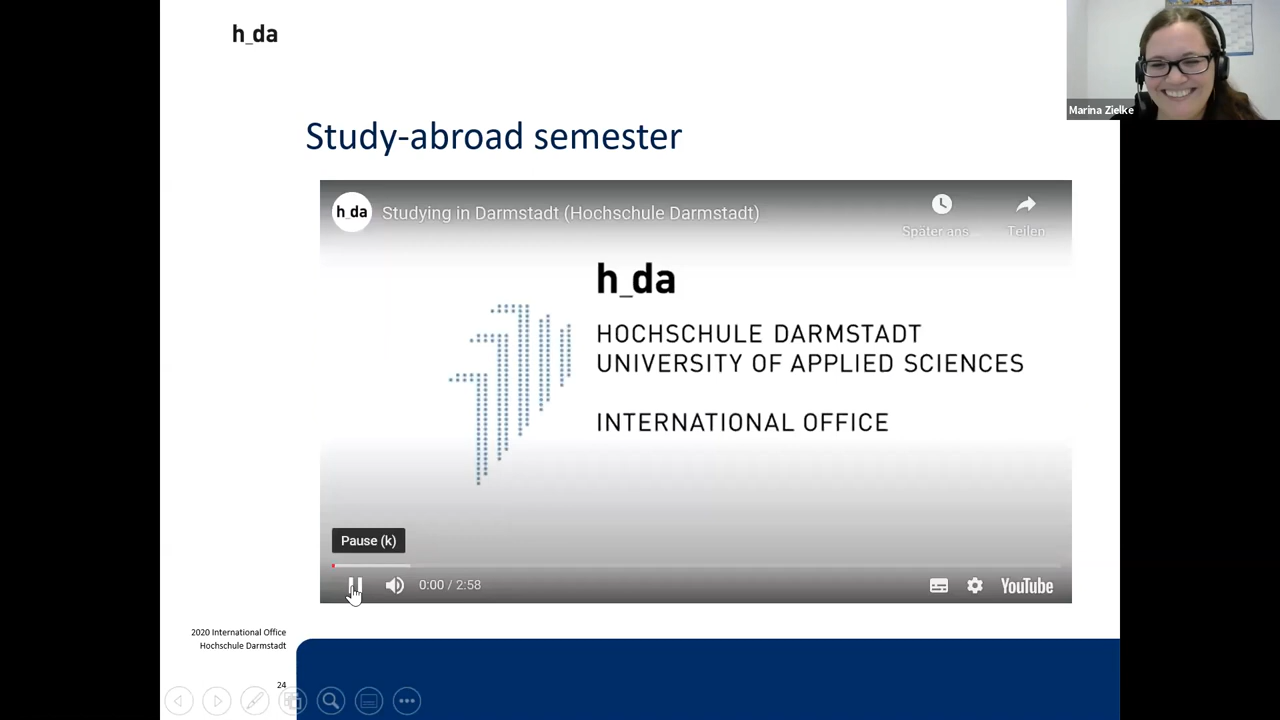 h_da
Marina Zielke
Study-abroad semester
h_da
Studying in Darmstadt (Hochschule Darmstadt)
Später ans...
Teilen
h_da
HOCHSCHULE DARMSTADT
UNIVERSITY OF APPLIED SCIENCES
INTERNATIONAL OFFICE
Pause (k)
0:00 / 2:58
YouTube
2020 International Office
Hochschule Darmstadt
24